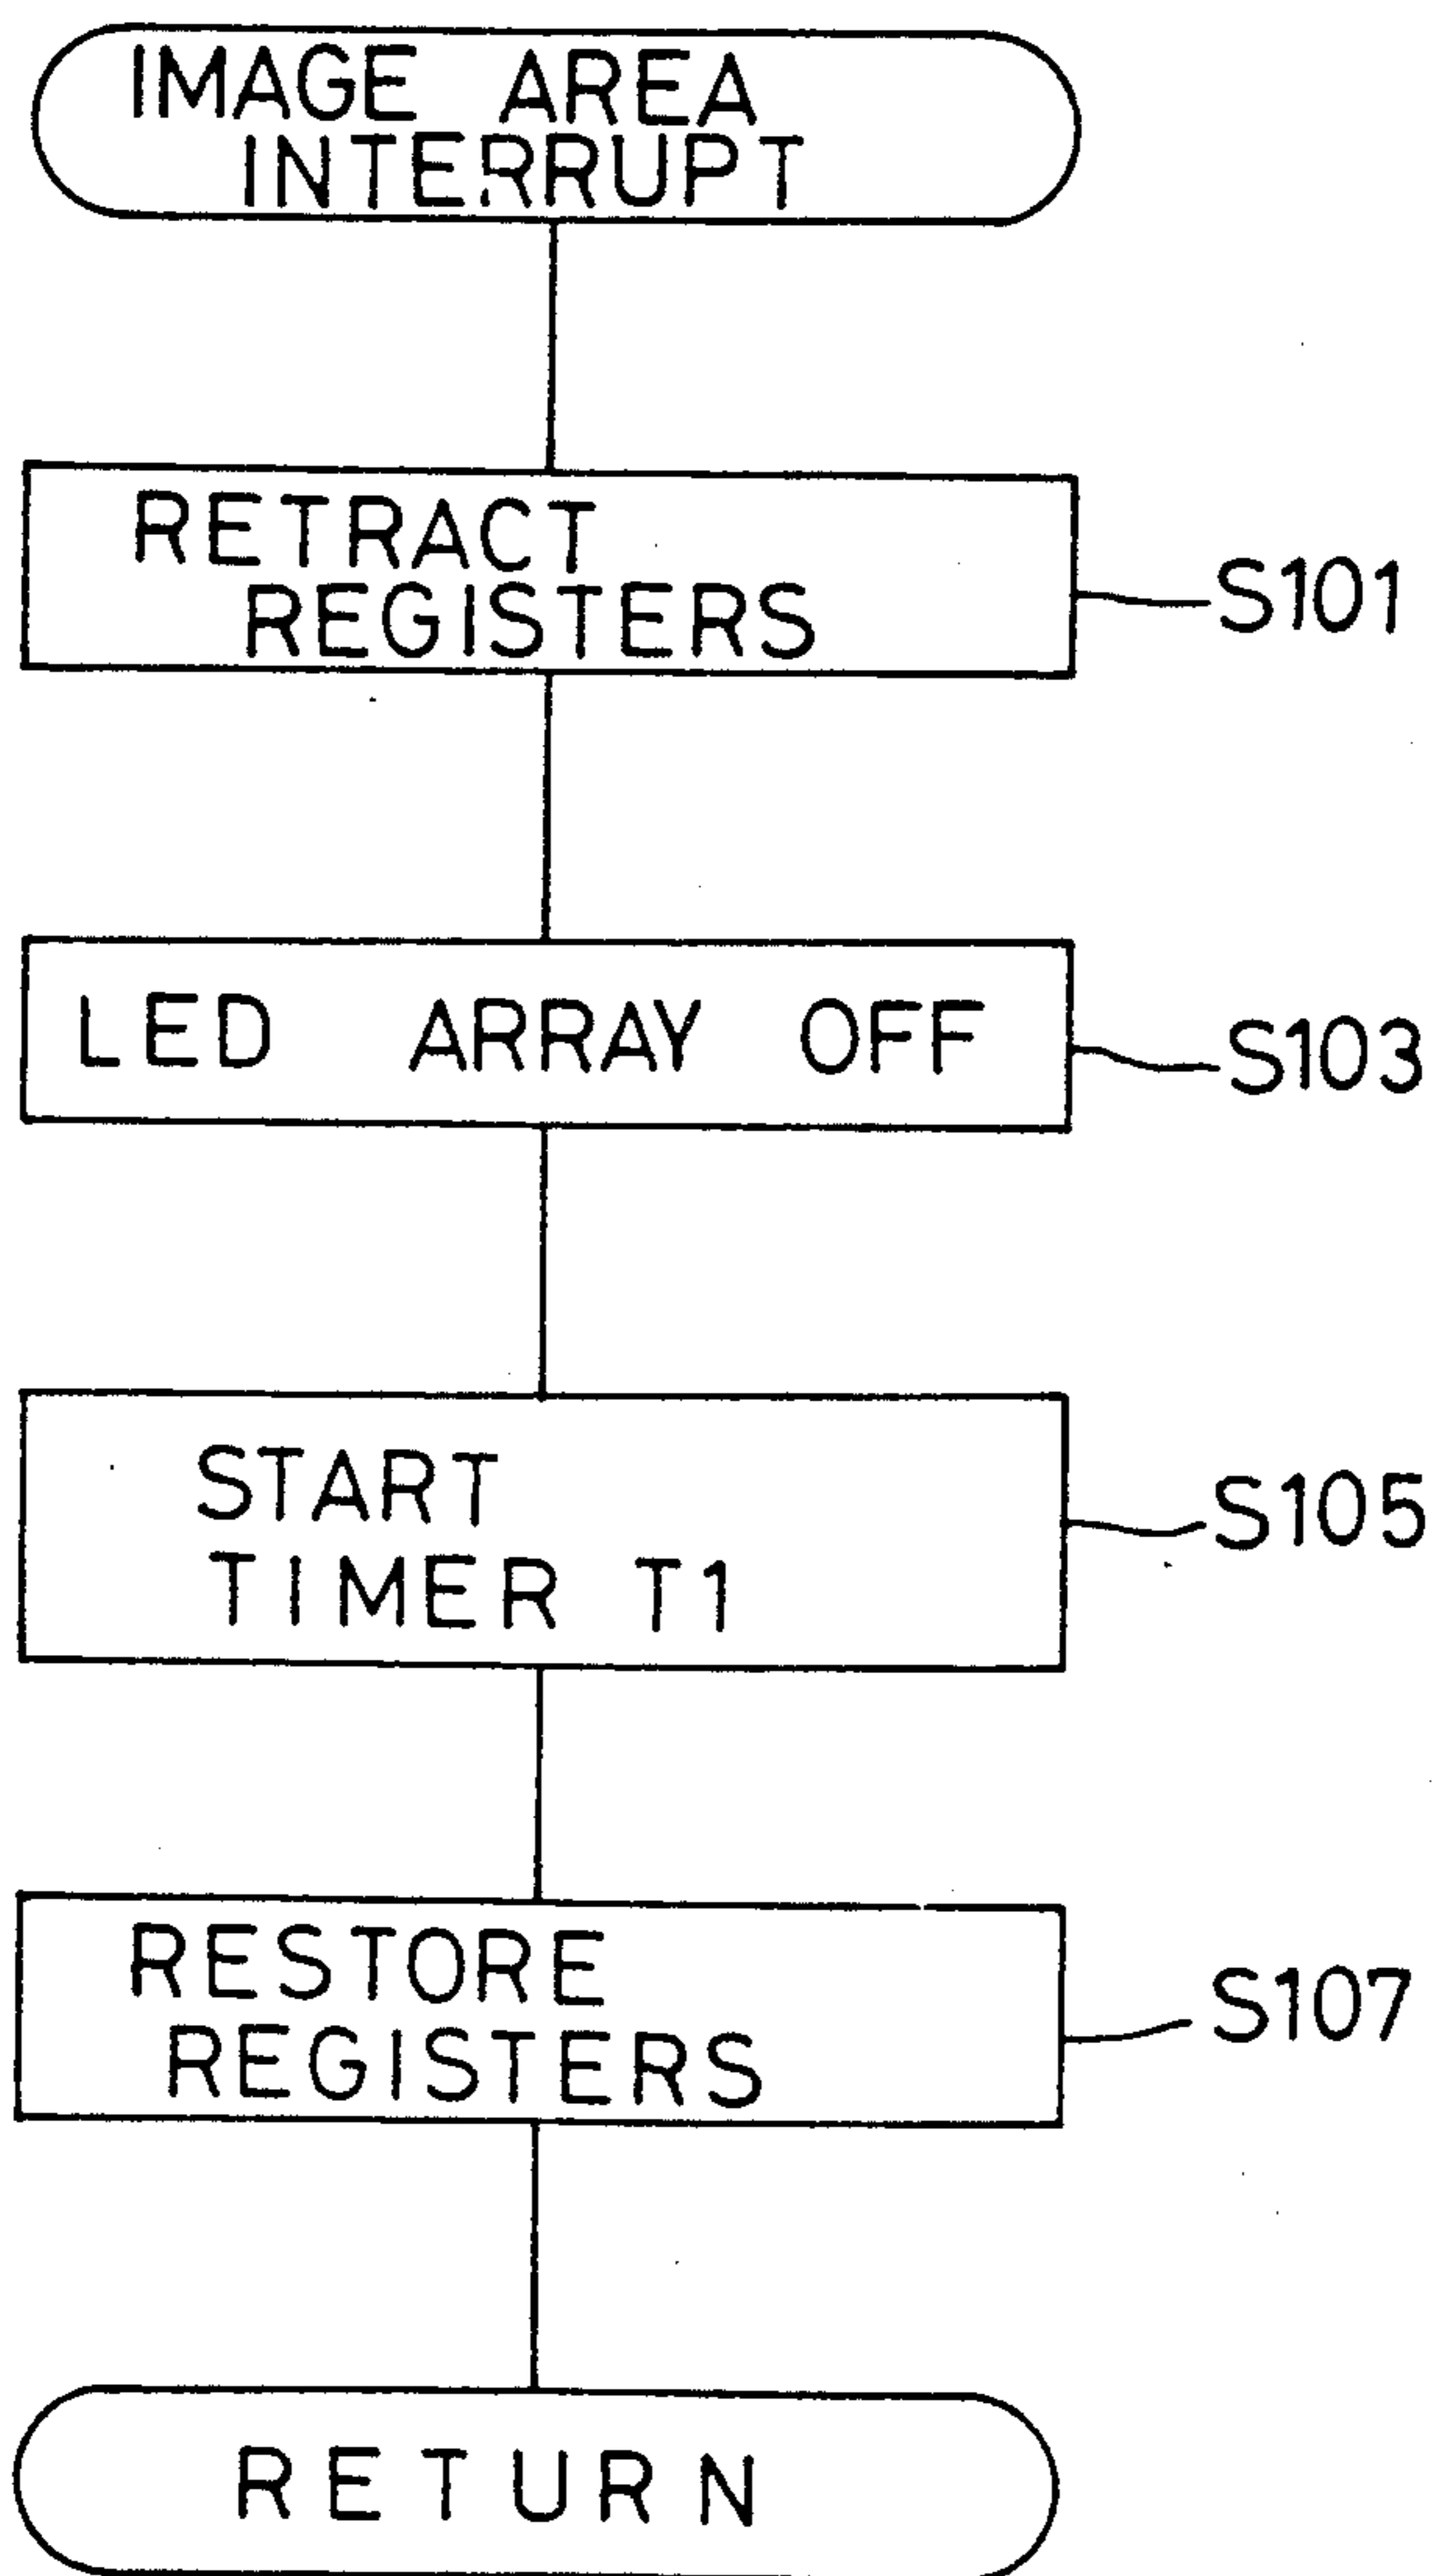 IMAGE AREA
INTERRUPT
RETRACT
REGISTERS
S101
LED ARRAY OFF
S103
START
TIMER T1
S105
RESTORE
REGISTERS
S107
RETURN